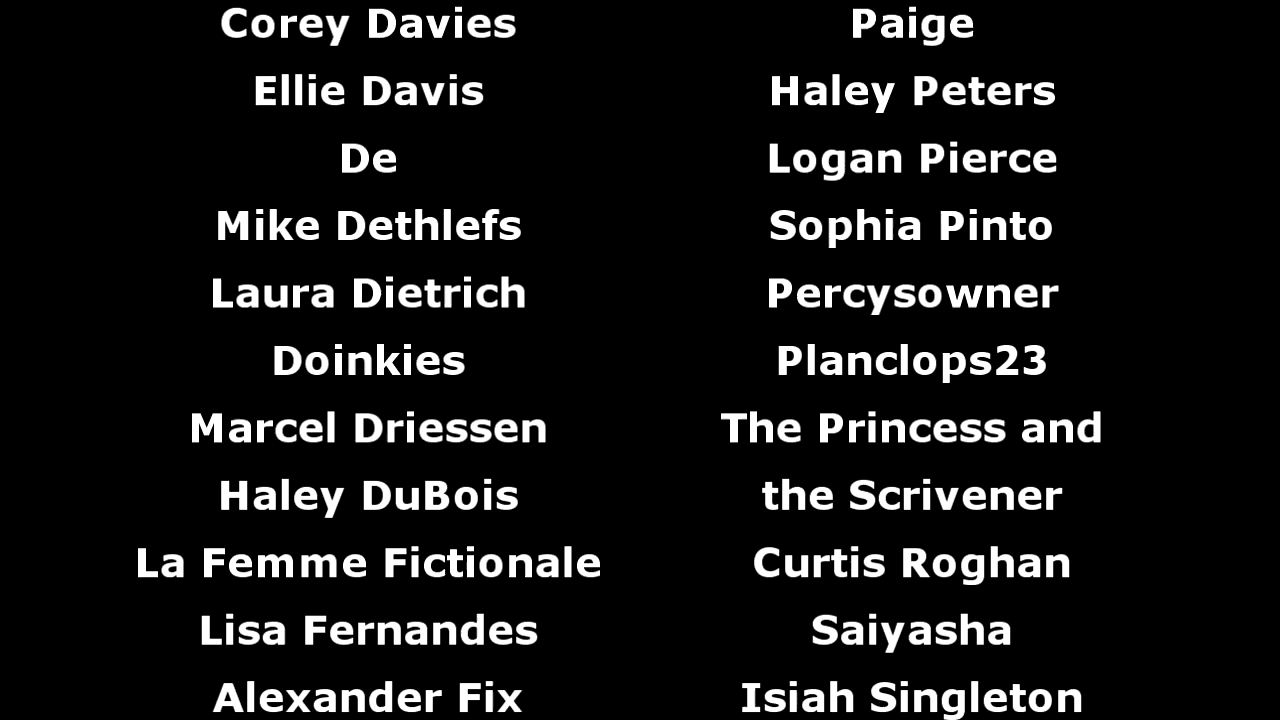 Corey Davies
Ellie Davis
De
Mike Dethlefs
Laura Dietrich
Doinkies
Marcel Driessen
Haley DuBois
La Femme Fictionale
Lisa Fernandes
Alexander Fix
Paige
Haley Peters
Logan Pierce
Sophia Pinto
Percysowner
Planclops23
The Princess and
the Scrivener
Curtis Roghan
Saiyasha
Isiah Singleton